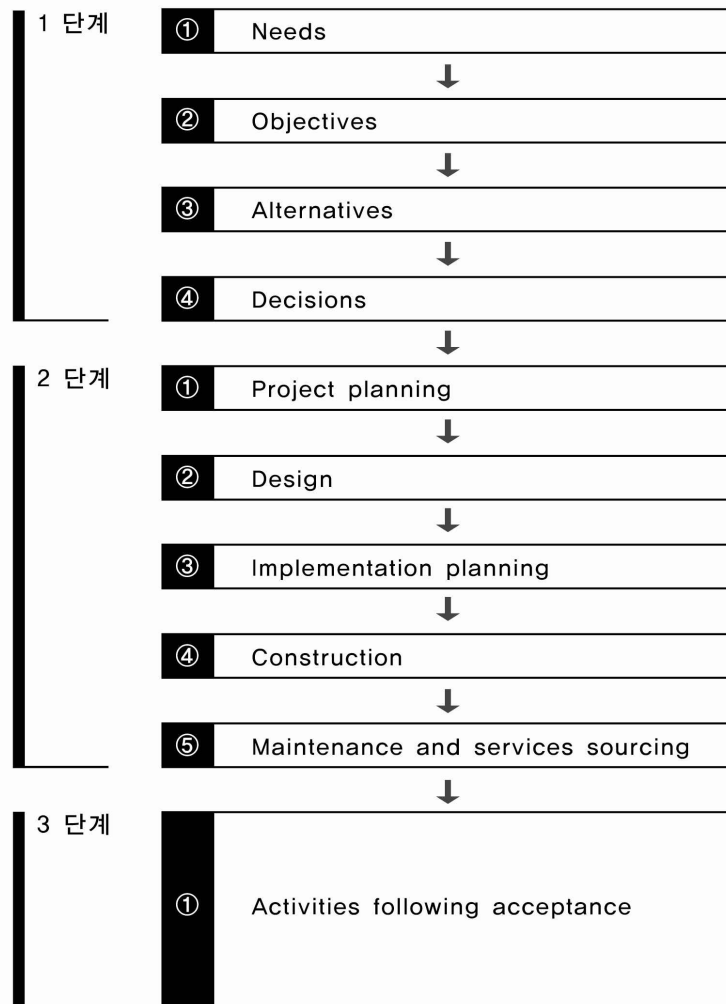 1 단계
① Needs
② Objectives
③ Alternatives
④ Decisions
2 단계
① Project planning
② Design
③ Implementation planning
④ Construction
⑤ Maintenance and services sourcing
3 단계
① Activities following acceptance